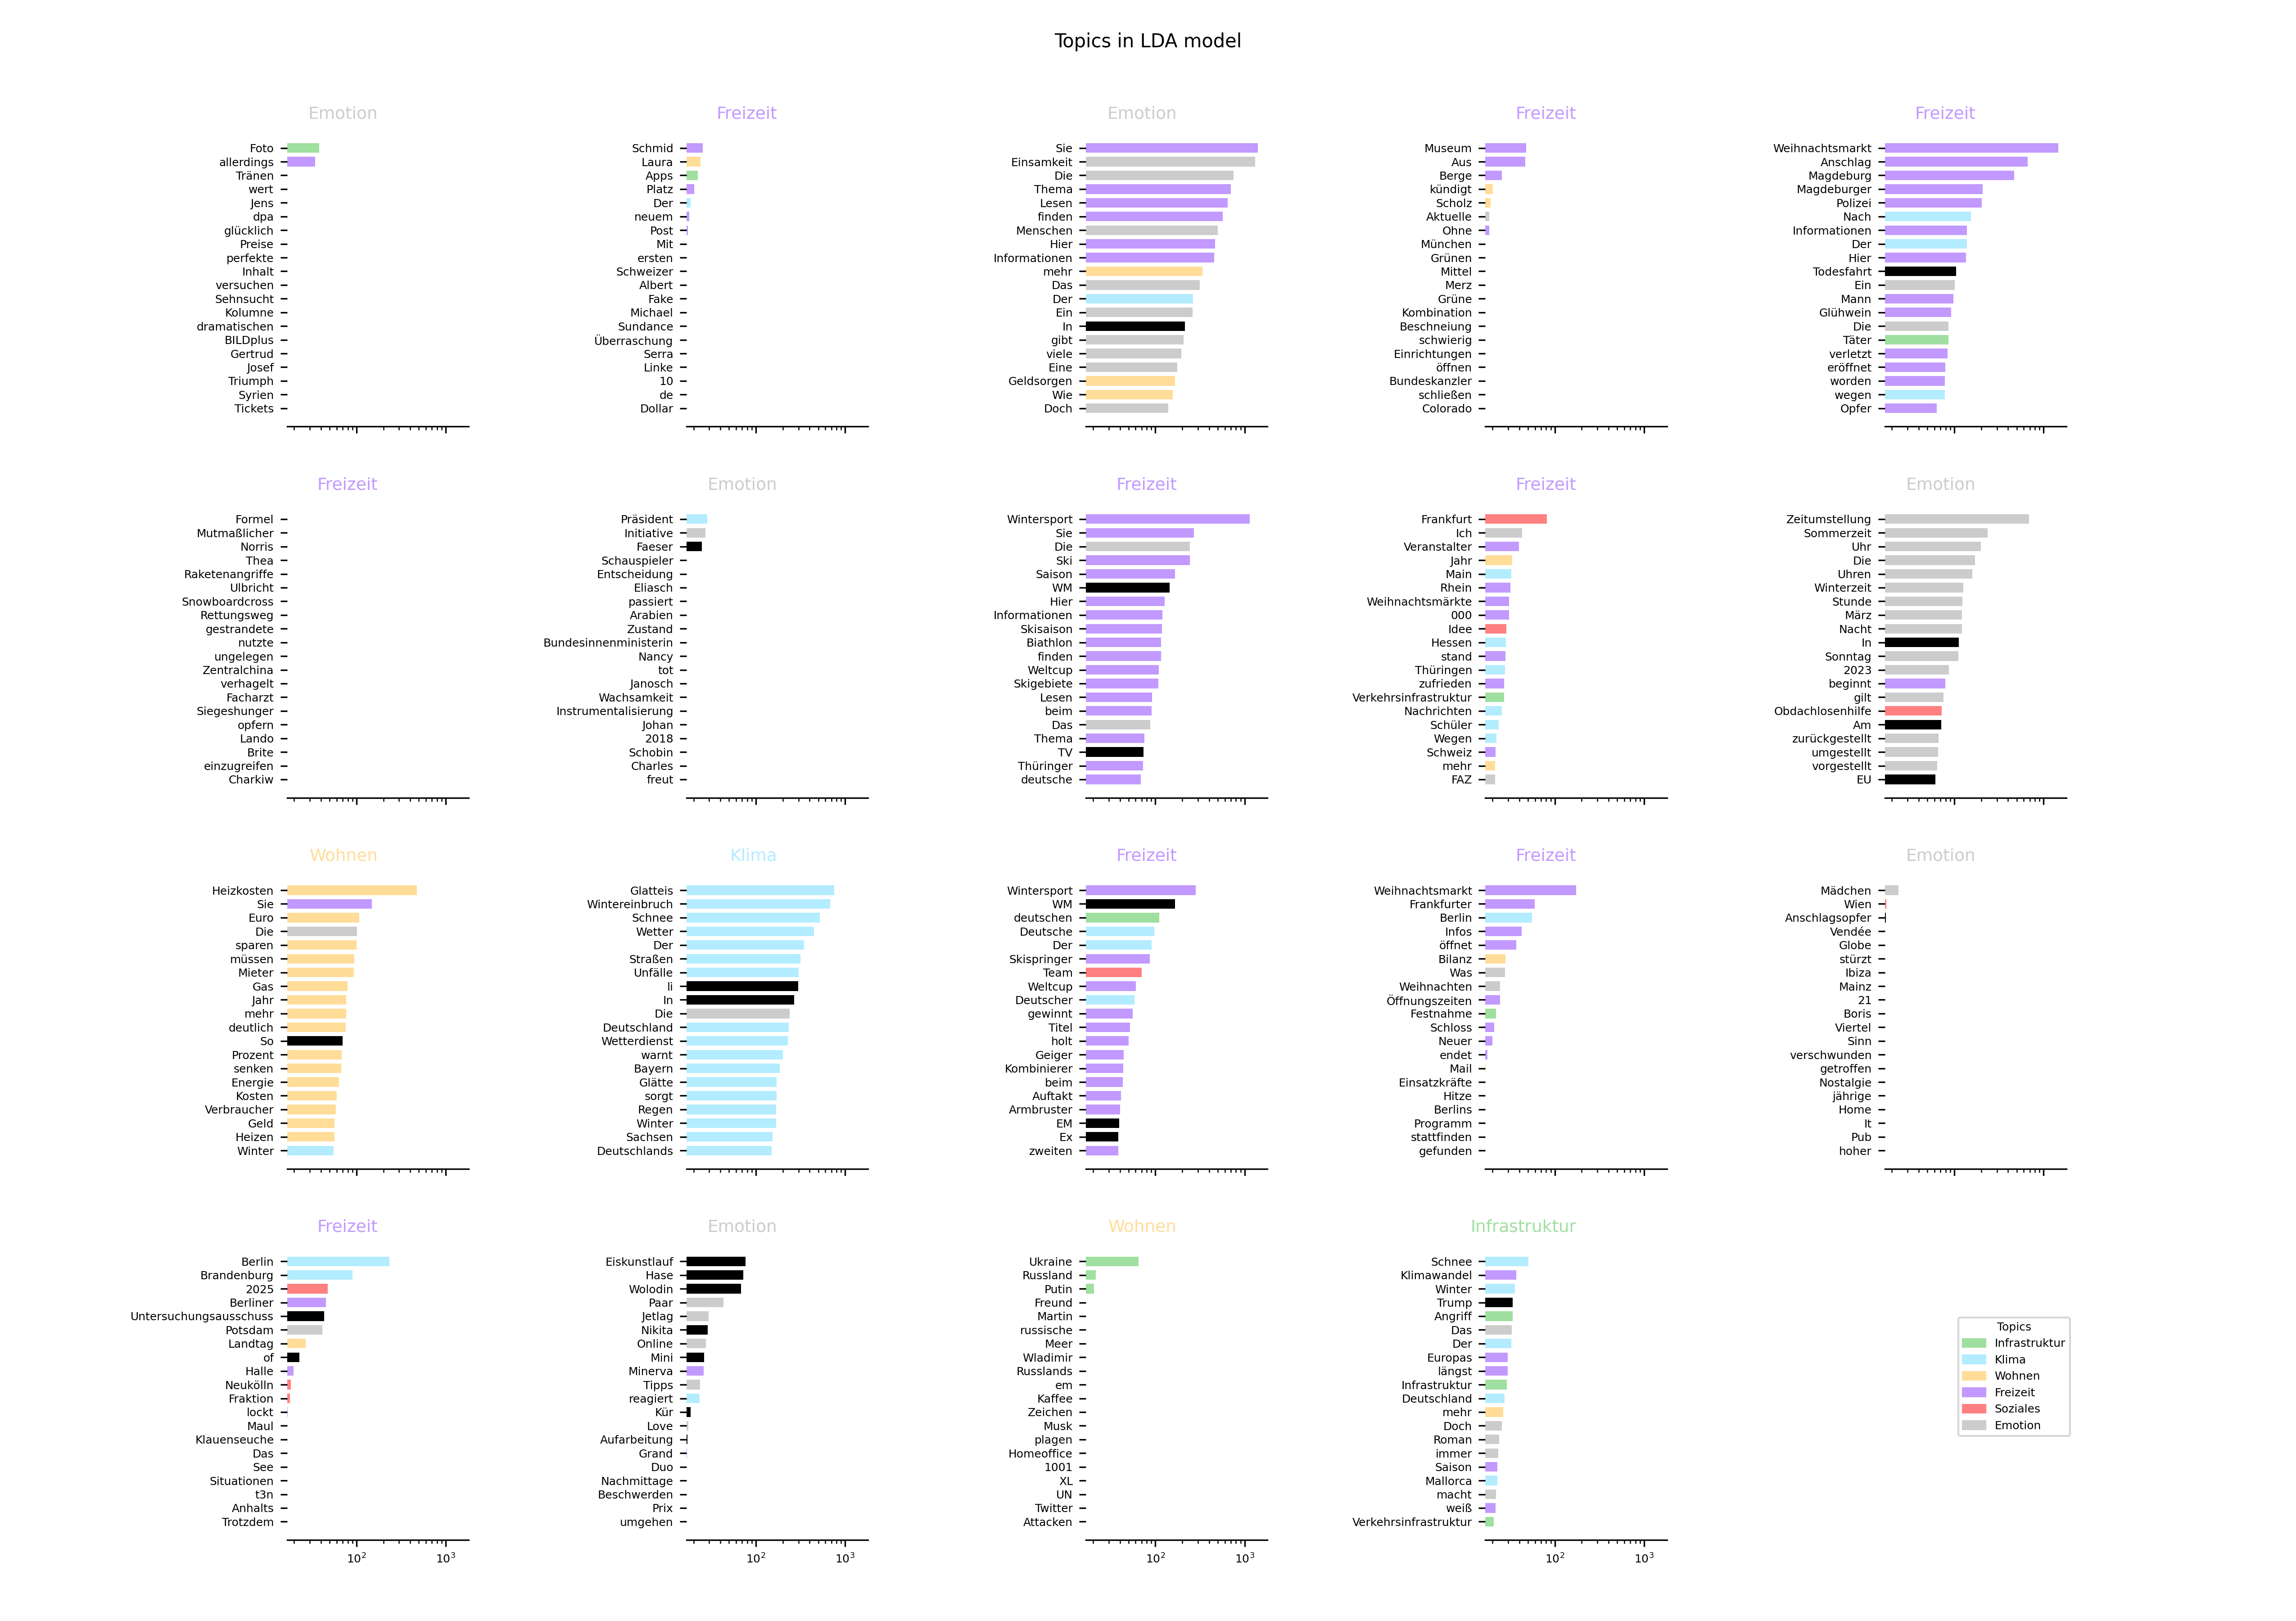 Topics in LDA model
Emotion
Foto
allerdings
Tränen
wert
Jens
dpa
glücklich
Preise
perfekte
Inhalt
versuchen
Sehnsucht
Kolumne
dramatischen
BILDplus
Gertrud
Josef
Triumph
Syrien
Tickets
Freizeit
Schmid
Laura
Apps
Platz
Der
neuem
Post
Mit
ersten
Schweizer
Albert
Fake
Michael
Sundance
Überraschung
Serra
Linke
10
de
Dollar
Emotion
Sie
Einsamkeit
Die
Thema
Lesen
finden
Menschen
Hier
Informationen
mehr
Das
Der
Ein
In
gibt
viele
Eine
Geldsorgen
Wie
Doch
Freizeit
Museum
Aus
Berge
kündigt
Scholz
Aktuelle
Ohne
München
Grünen
Mittel
Merz
Grüne
Kombination
Beschneiung
schwierig
Einrichtungen
öffnen
Bundeskanzler
schließen
Colorado
Freizeit
Weihnachtsmarkt
Anschlag
Magdeburg
Magdeburger
Polizei
Nach
Informationen
Der
Hier
Todesfahrt
Ein
Mann
Glühwein
Die
Täter
verletzt
eröffnet
worden
wegen
Opfer
Freizeit
Formel
Mutmaßlicher
Norris
Thea
Raketenangriffe
Ulbricht
Snowboardcross
Rettungsweg
gestrandete
nutzte
ungelegen
Zentralchina
verhagelt
Facharzt
Siegeshunger
opfern
Lando
Brite
einzugreifen
Charkiw
Emotion
Präsident
Initiative
Faeser
Schauspieler
Entscheidung
Eliasch
passiert
Arabien
Zustand
Bundesinnenministerin
Nancy
tot
Janosch
Wachsamkeit
Instrumentalisierung
Johan
2018
Schobin
Charles
freut
Freizeit
Wintersport
Sie
Die
Ski
Saison
WM
Hier
Informationen
Skisaison
Biathlon
finden
Weltcup
Skigebiete
Lesen
beim
Das
Thema
TV
Thüringer
deutsche
Freizeit
Frankfurt
Ich
Veranstalter
Jahr
Main
Rhein
Weihnachtsmärkte
000
Idee
Hessen
stand
Thüringen
zufrieden
Verkehrsinfrastruktur
Nachrichten
Schüler
Wegen
Schweiz
mehr
FAZ
Emotion
Zeitumstellung
Sommerzeit
Uhr
Die
Uhren
Winterzeit
Stunde
März
Nacht
In
Sonntag
2023
beginnt
gilt
Obdachlosenhilfe
Am
zurückgestellt
umgestellt
vorgestellt
EU
Wohnen
Heizkosten
Sie
Euro
Die
sparen
müssen
Mieter
Gas
Jahr
mehr
deutlich
So
Prozent
senken
Energie
Kosten
Verbraucher
Geld
Heizen
Winter
Klima
Glatteis
Wintereinbruch
Schnee
Wetter
Der
Straßen
Unfälle
li
In
Die
Deutschland
Wetterdienst
warnt
Bayern
Glätte
sorgt
Regen
Winter
Sachsen
Deutschlands
Freizeit
Wintersport
WM
deutschen
Deutsche
Der
Skispringer
Team
Weltcup
Deutscher
gewinnt
Titel
holt
Geiger
Kombinierer
beim
Auftakt
Armbruster
EM
Ex
zweiten
Freizeit
Weihnachtsmarkt
Frankfurter
Berlin
Infos
öffnet
Bilanz
Was
Weihnachten
Öffnungszeiten
Festnahme
Schloss
Neuer
endet
Mail
Einsatzkräfte
Hitze
Berlins
Programm
stattfinden
gefunden
Emotion
Mädchen
Wien
Anschlagsopfer
Vendée
Globe
stürzt
Ibiza
Mainz
21
Boris
Viertel
Sinn
verschwunden
getroffen
Nostalgie
jährige
Home
It
Pub
hoher
Freizeit
Berlin
Brandenburg
2025
Berliner
Untersuchungsausschuss
Potsdam
Landtag
of
Halle
Neukölln
Fraktion
lockt
Maul
Klauenseuche
Das
See
Situationen
t3n
Anhalts
Trotzdem
10²
10³
Emotion
Eiskunstlauf
Hase
Wolodin
Paar
Jetlag
Nikita
Online
Mini
Minerva
Tipps
reagiert
Kür
Love
Aufarbeitung
Grand
Duo
Nachmittage
Beschwerden
Prix
umgehen
10²
10³
Wohnen
Ukraine
Russland
Putin
Freund
Martin
russische
Meer
Wladimir
Russlands
em
Kaffee
Zeichen
Musk
plagen
Homeoffice
1001
XL
UN
Twitter
Attacken
10²
10³
Infrastruktur
Schnee
Klimawandel
Winter
Trump
Angriff
Das
Der
Europas
längst
Infrastruktur
Deutschland
mehr
Doch
Roman
immer
Saison
Mallorca
macht
weiß
Verkehrsinfrastruktur
10²
10³
Topics
Infrastruktur
Klima
Wohnen
Freizeit
Soziales
Emotion